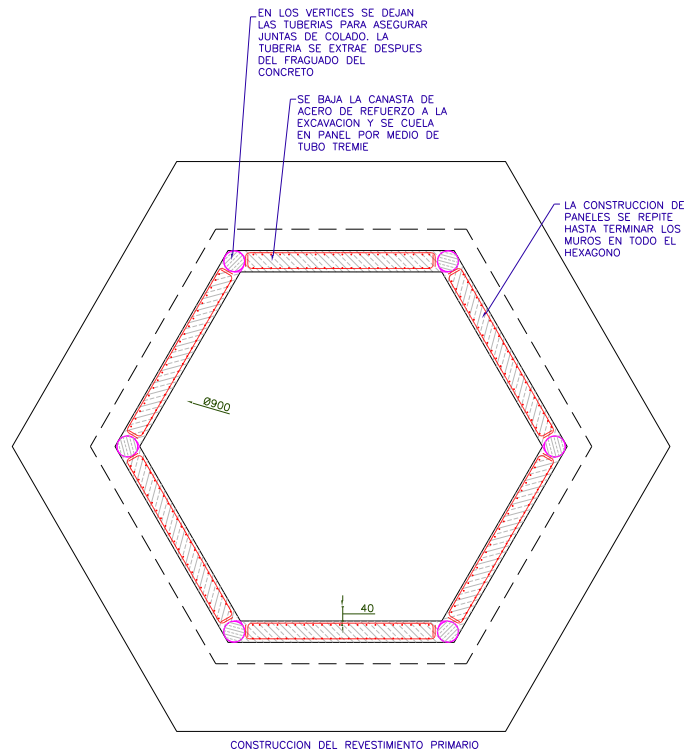 EN LOS VERTICES SE DEJAN
LAS TUBERIAS PARA ASEGURAR
JUNTAS DE COLADO. LA
TUBERIA SE EXTRAE DESPUES
DEL FRAGUADO DEL
CONCRETO
SE BAJA LA CANASTA DE
ACERO DE REFUERZO A LA
EXCAVACION Y SE CUELA
EN PANEL POR MEDIO DE
TUBO TREMIE
LA CONSTRUCCION DE
PANELES SE REPITE
HASTA TERMINAR LOS
MUROS EN TODO EL
HEXAGONO
Ø900
40
CONSTRUCCION DEL REVESTIMIENTO PRIMARIO